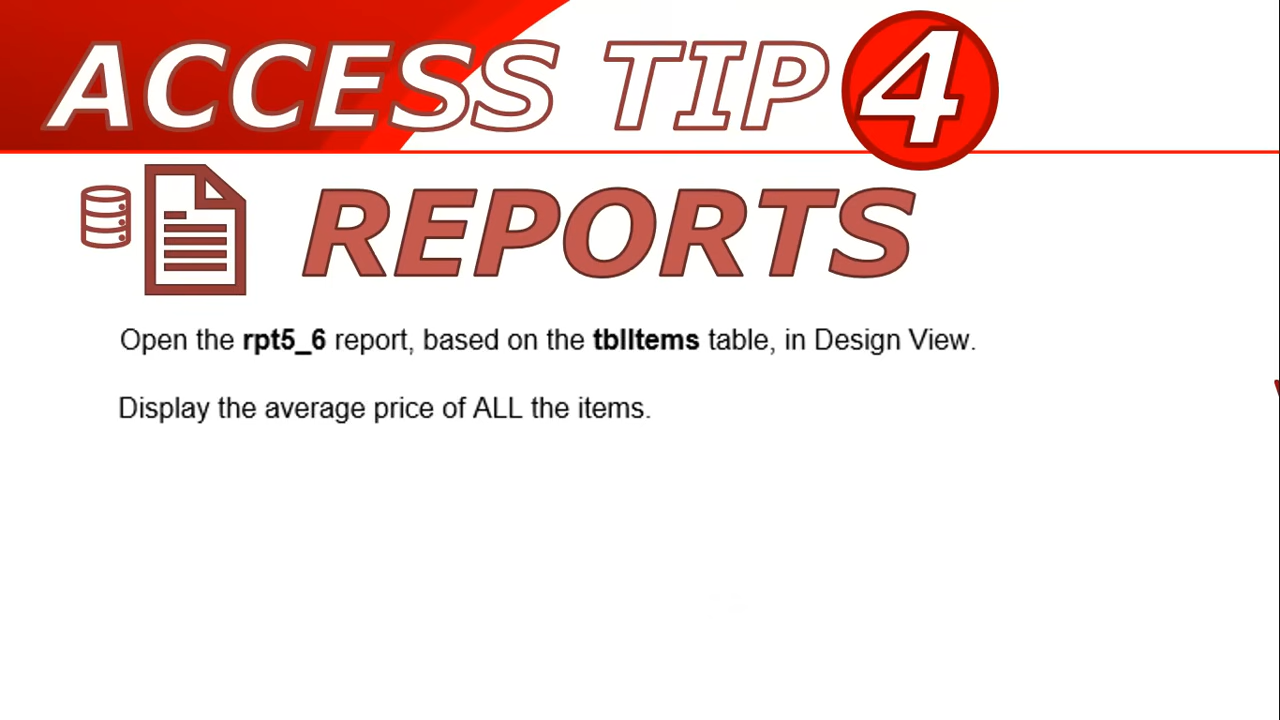 ACCESS TIP 4
REPORTS
Open the rpt5_6 report, based on the tblItems table, in Design View.
Display the average price of ALL the items.